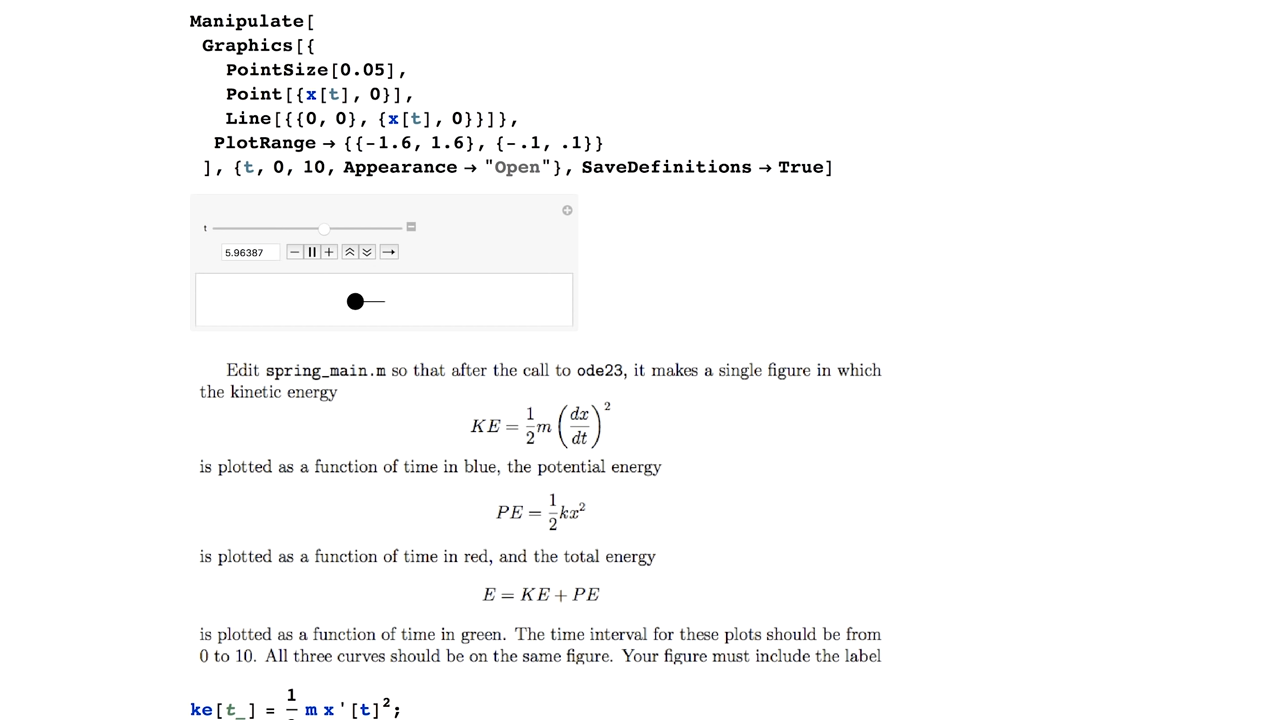 Manipulate[
Graphics[{
PointSize[0.05],
Point[{x[t], 0}],
Line[{{0, 0}, {x[t], 0}}]},
PlotRange → {{-1.6, 1.6}, {-.1, .1}}
], {t, 0, 10, Appearance → "Open"}, SaveDefinitions → True]
t
5.96387
Edit spring_main.m so that after the call to ode23, it makes a single figure in which
the kinetic energy
KE = 1/2 m (dx/dt)^2
is plotted as a function of time in blue, the potential energy
PE = 1/2 kx^2
is plotted as a function of time in red, and the total energy
E = KE + PE
is plotted as a function of time in green. The time interval for these plots should be from
0 to 10. All three curves should be on the same figure. Your figure must include the label
ke[t_] = 1/ m x'[t]^2;